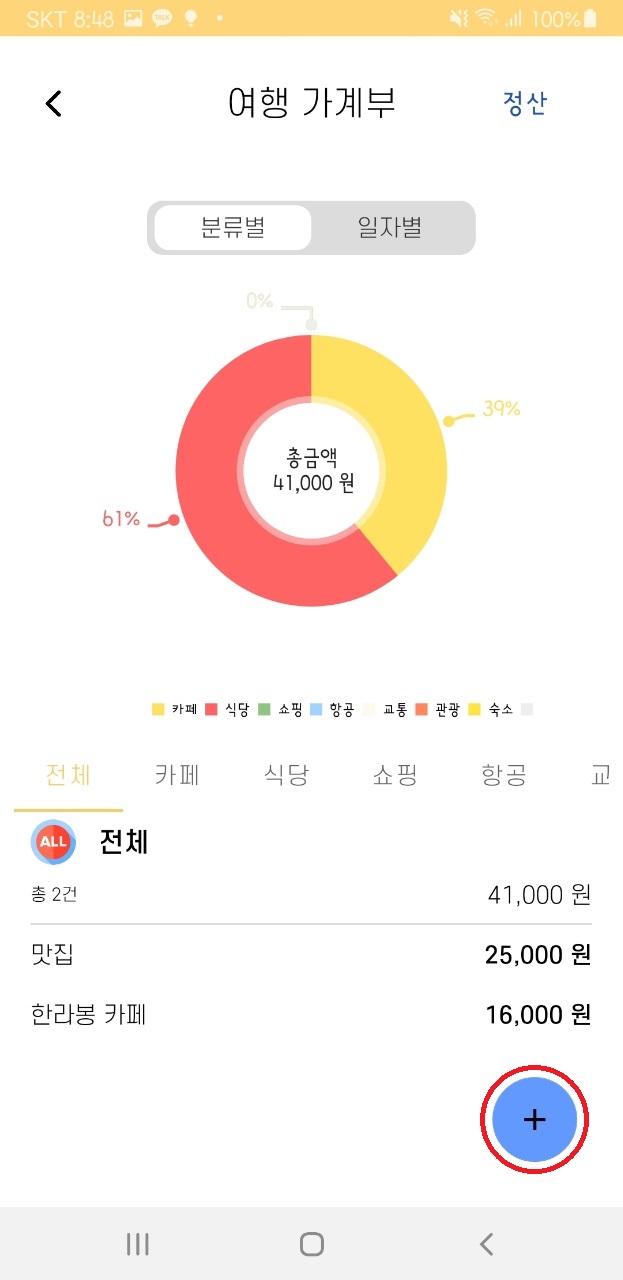 SKT 8:48 TALK 100%
여행 가계부 정산
분류별 일자별
0%
39%
총금액
41,000 원
61%
카페 식당 쇼핑 항공 교통 관광 숙소
전체 카페 식당 쇼핑 항공 교
ALL 전체
총 2건 41,000 원
맛집 25,000 원
한라봉 카페 16,000 원
+